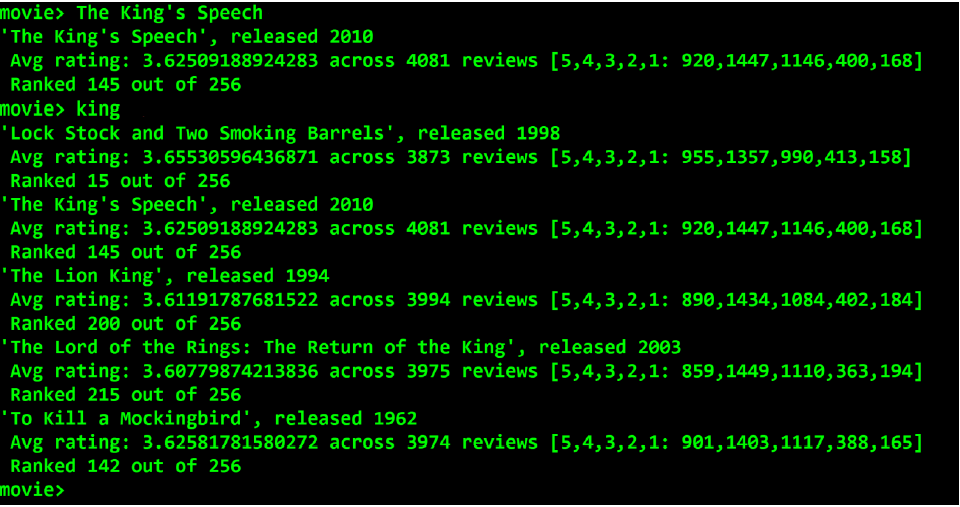 movie> The King's Speech
'The King's Speech', released 2010
Avg rating: 3.62509188924283 across 4081 reviews [5,4,3,2,1: 920,1447,1146,400,168]
Ranked 145 out of 256
movie> king
'Lock Stock and Two Smoking Barrels', released 1998
Avg rating: 3.65530596436871 across 3873 reviews [5,4,3,2,1: 955,1357,990,413,158]
Ranked 15 out of 256
'The King's Speech', released 2010
Avg rating: 3.62509188924283 across 4081 reviews [5,4,3,2,1: 920,1447,1146,400,168]
Ranked 145 out of 256
'The Lion King', released 1994
Avg rating: 3.61191787681522 across 3994 reviews [5,4,3,2,1: 890,1434,1084,402,184]
Ranked 200 out of 256
'The Lord of the Rings: The Return of the King', released 2003
Avg rating: 3.60779874213836 across 3975 reviews [5,4,3,2,1: 859,1449,1110,363,194]
Ranked 215 out of 256
'To Kill a Mockingbird', released 1962
Avg rating: 3.62581781580272 across 3974 reviews [5,4,3,2,1: 901,1403,1117,388,165]
Ranked 142 out of 256
movie>